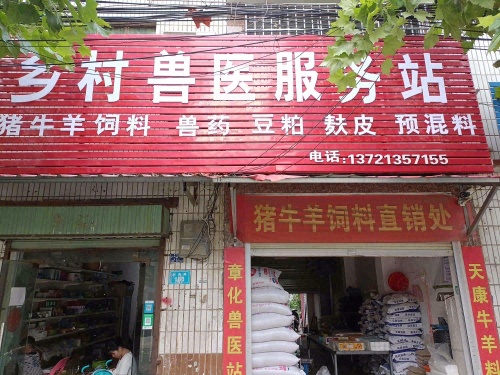 乡村兽医服务站
猪牛羊饲料 兽药 豆粕 麸皮 预混料
电话:13721357155
猪牛羊饲料直销处
章化兽医站
天康牛羊料